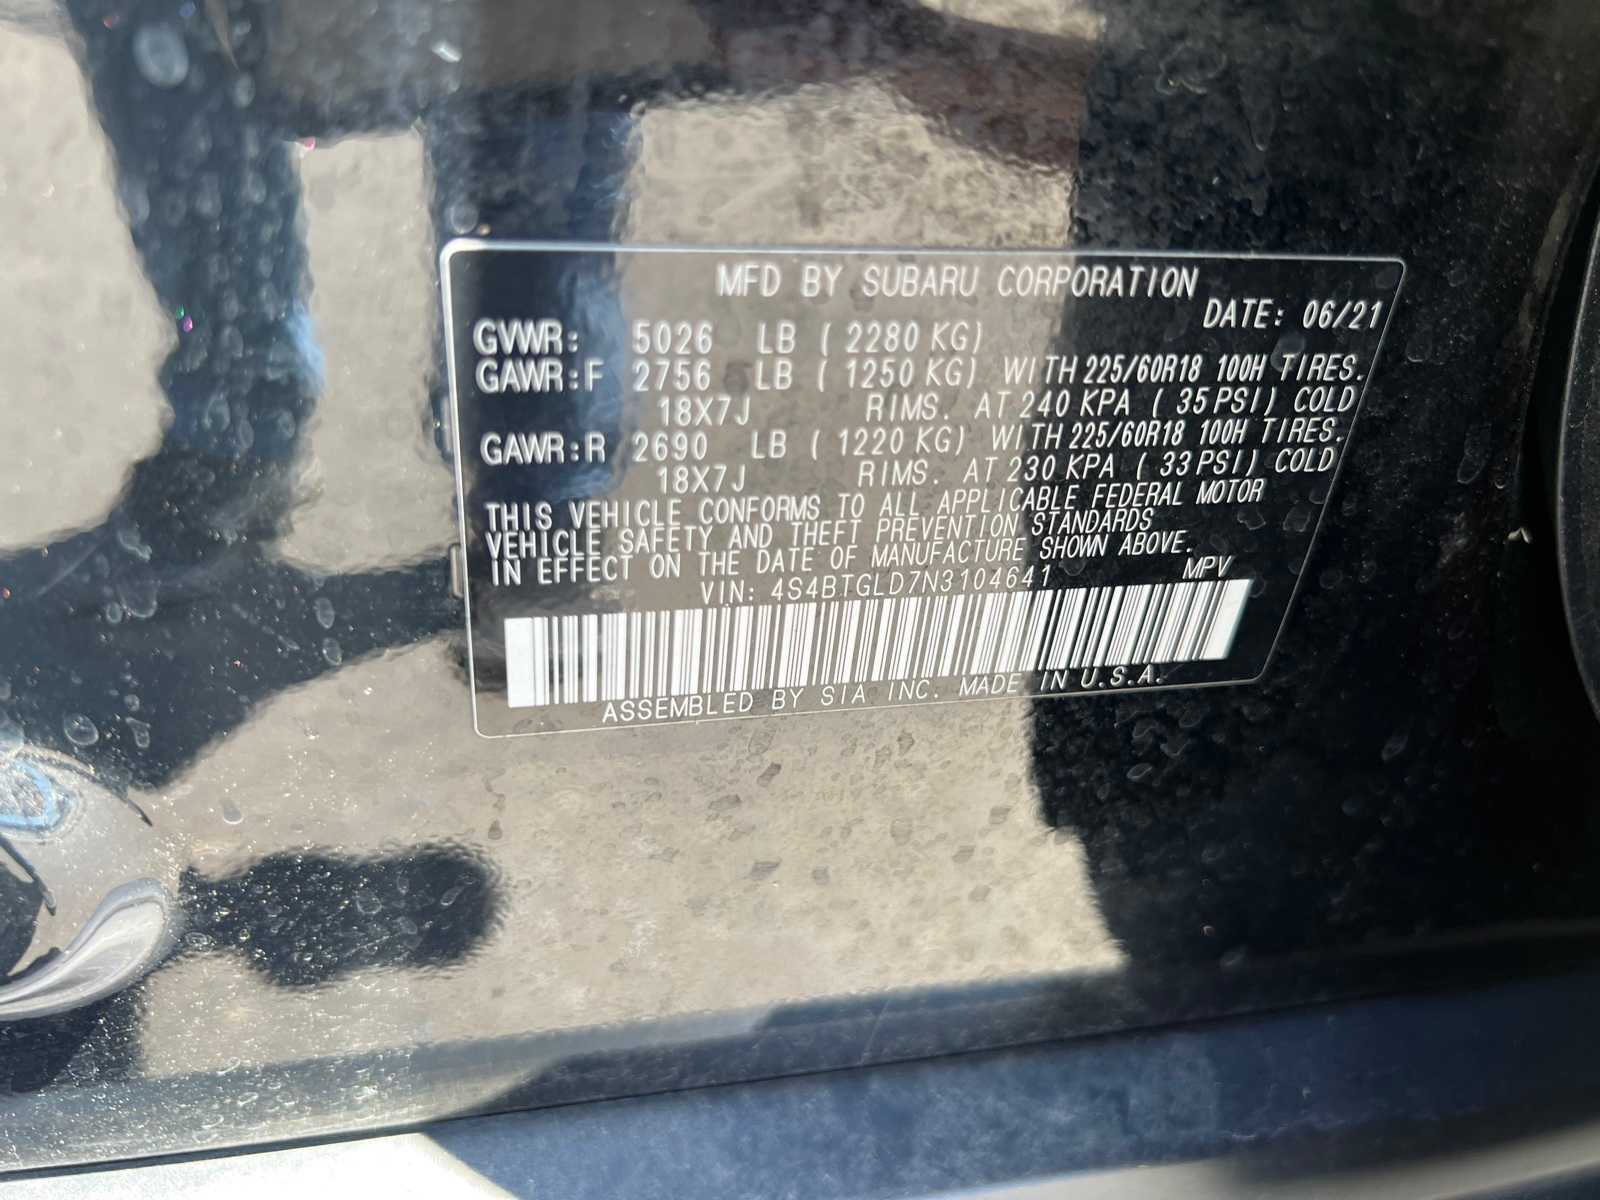 MFD BY SUBARU CORPORATION
DATE: 06/21
GVWR: 5026 LB ( 2280 KG)
GAWR:F 2756 LB ( 1250 KG) WITH 225/60R18 100H TIRES.
18X7J RIMS. AT 240 KPA ( 35 PSI) COLD
GAWR:R 2690 LB ( 1220 KG) WITH 225/60R18 100H TIRES.
18X7J RIMS. AT 230 KPA ( 33 PSI) COLD
THIS VEHICLE CONFORMS TO ALL APPLICABLE FEDERAL MOTOR
VEHICLE SAFETY AND THEFT PREVENTION STANDARDS
IN EFFECT ON THE DATE OF MANUFACTURE SHOWN ABOVE.
VIN: 4S4BTGLD7N3104641 MPV
ASSEMBLED BY SIA INC. MADE IN U.S.A.